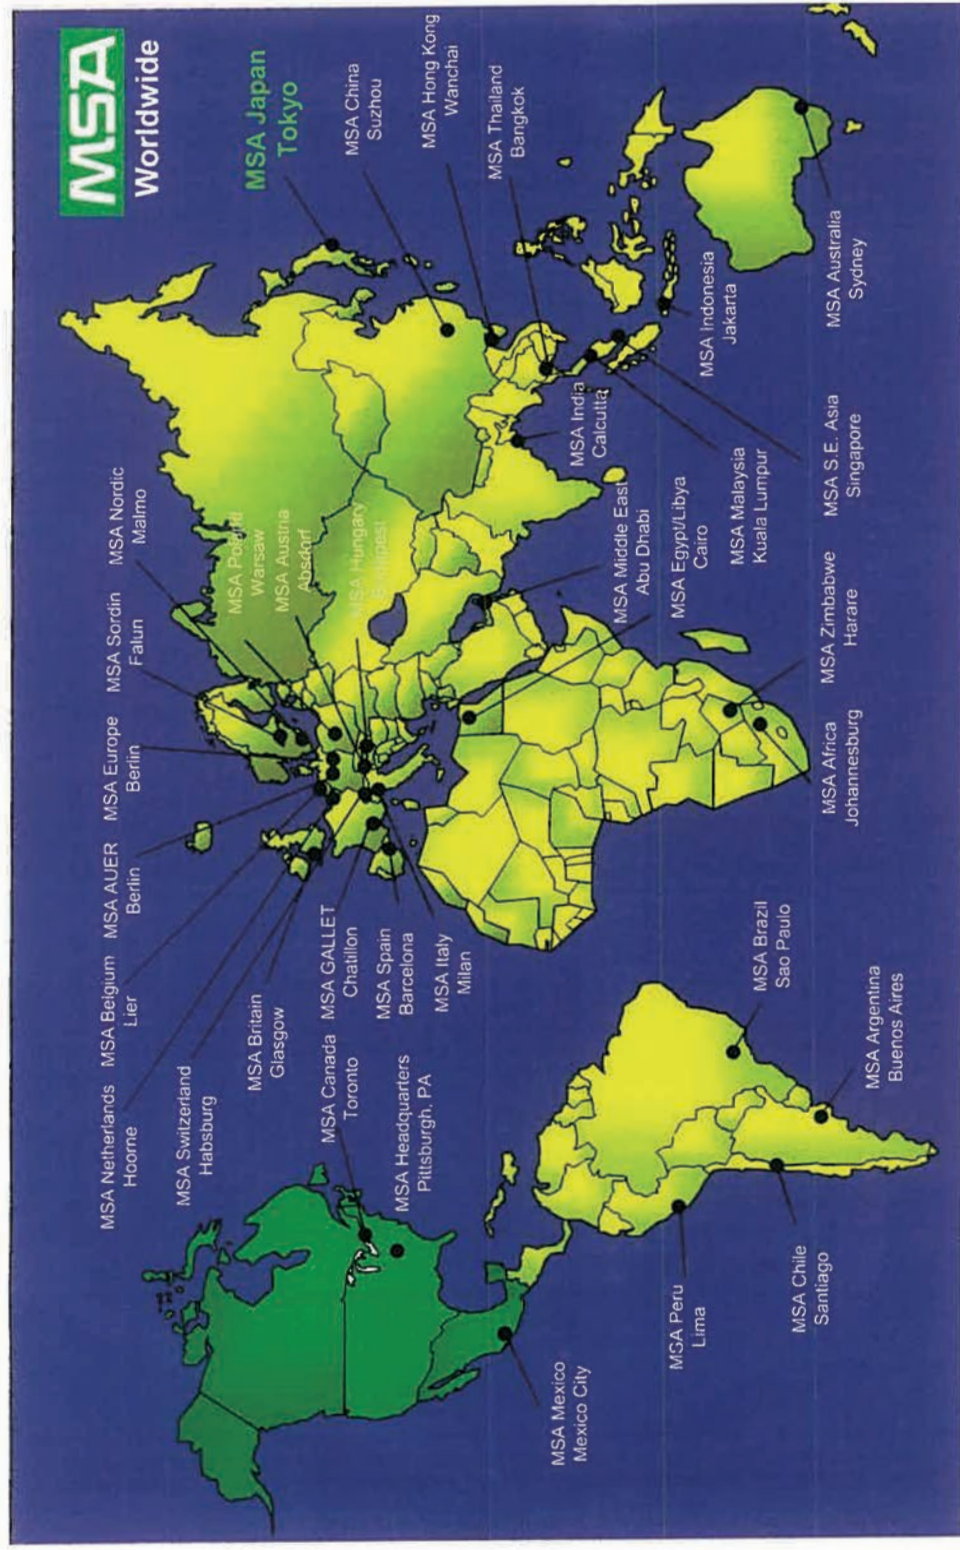 MSA
Worldwide
MSA Japan
Tokyo
MSA China
Suzhou
MSA Hong Kong
Wanchai
MSA Thailand
Bangkok
MSA Nordic
Malmo
MSA Sordin
Falun
MSA Europe
Berlin
MSA AUER
Berlin
MSA Belgium
Lier
MSA Netherlands
Hoorne
MSA Switzerland
Habsburg
MSA Britain
Glasgow
MSA Poland
Warsaw
MSA Austria
Absdorf
MSA Hungary
Budapest
MSA GALLET
Chatillon
MSA Spain
Barcelona
MSA Italy
Milan
MSA Canada
Toronto
MSA Headquarters
Pittsburgh, PA
MSA Mexico
Mexico City
MSA Peru
Lima
MSA Chile
Santiago
MSA Brazil
Sao Paulo
MSA Argentina
Buenos Aires
MSA India
Calcutta
MSA Middle East
Abu Dhabi
MSA Egypt/Libya
Cairo
MSA Malaysia
Kuala Lumpur
MSA S.E. Asia
Singapore
MSA Indonesia
Jakarta
MSA Australia
Sydney
MSA Zimbabwe
Harare
MSA Africa
Johannesburg